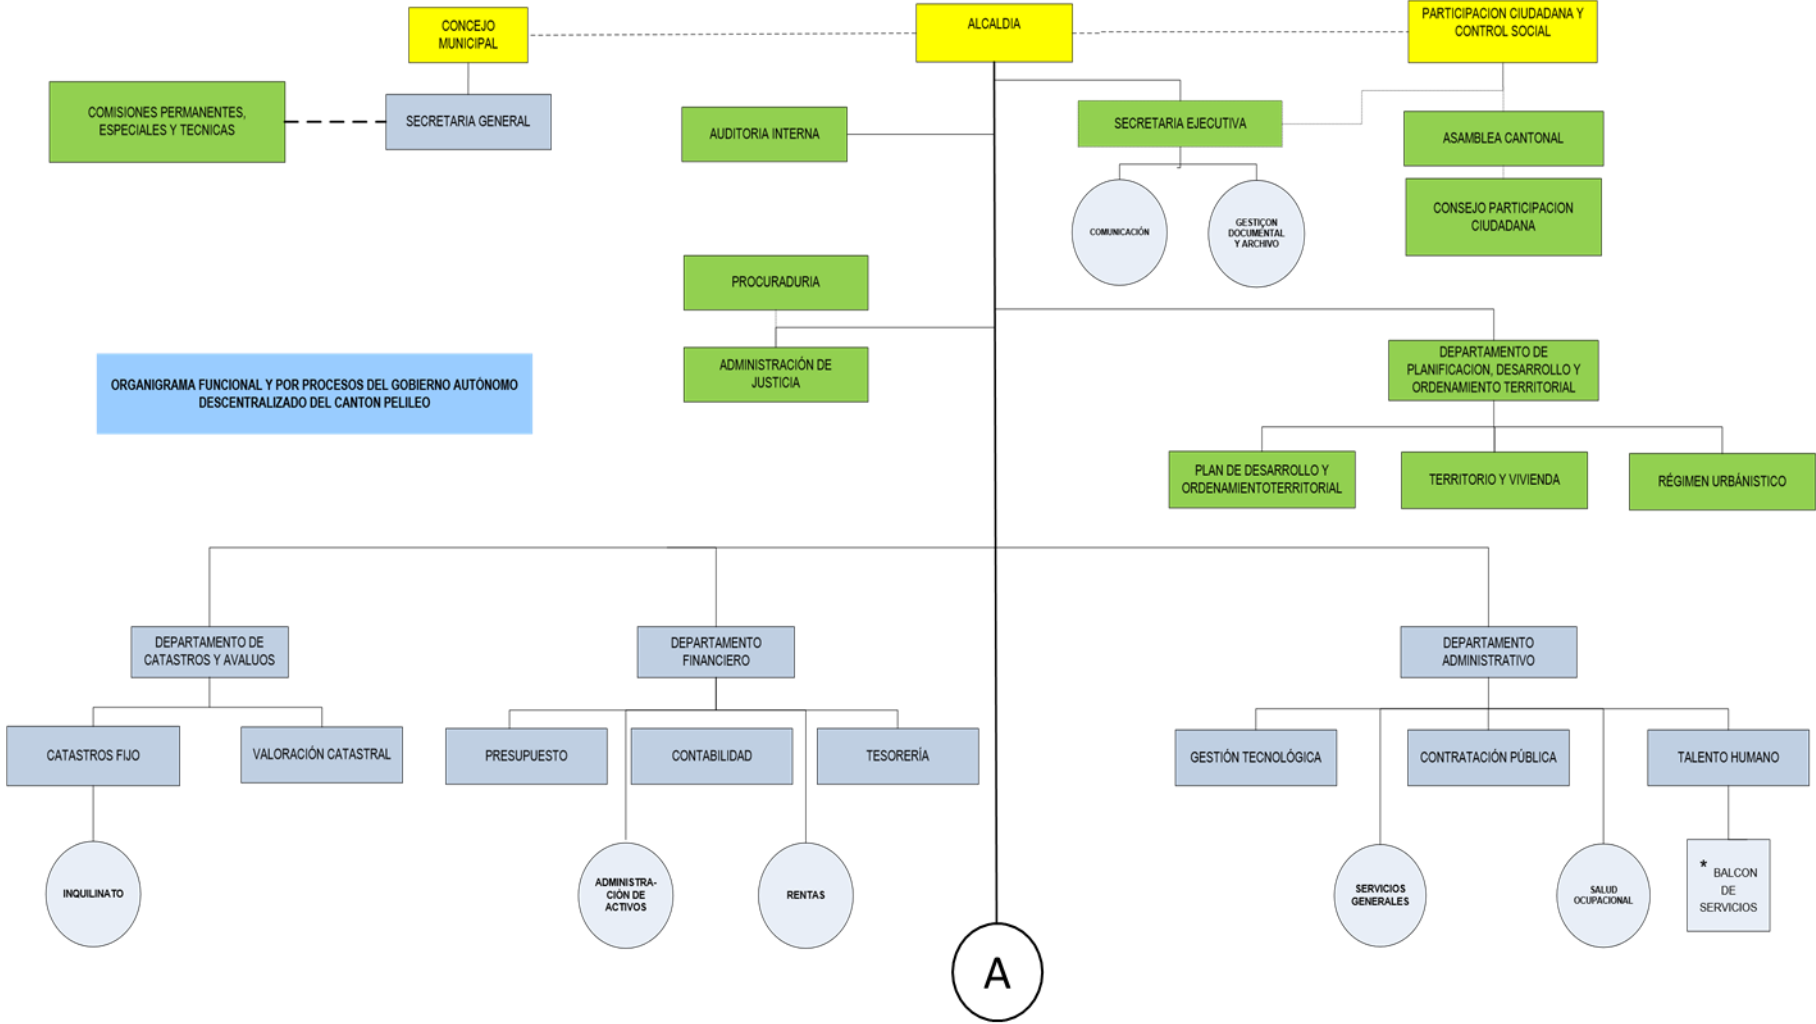 CONCEJO
MUNICIPAL
ALCALDIA
PARTICIPACION CIUDADANA Y
CONTROL SOCIAL
COMISIONES PERMANENTES,
ESPECIALES Y TECNICAS
SECRETARIA GENERAL
AUDITORIA INTERNA
SECRETARIA EJECUTIVA
ASAMBLEA CANTONAL
COMUNICACIÓN
GESTIÇON
DOCUMENTAL
Y ARCHIVO
CONSEJO PARTICIPACION
CIUDADANA
PROCURADURIA
ADMINISTRACIÓN DE
JUSTICIA
DEPARTAMENTO DE
PLANIFICACION, DESARROLLO Y
ORDENAMIENTO TERRITORIAL
ORGANIGRAMA FUNCIONAL Y POR PROCESOS DEL GOBIERNO AUTÓNOMO
DESCENTRALIZADO DEL CANTON PELILEO
PLAN DE DESARROLLO Y
ORDENAMIENTOTERRITORIAL
TERRITORIO Y VIVIENDA
RÉGIMEN URBÁNISTICO
DEPARTAMENTO DE
CATASTROS Y AVALUOS
DEPARTAMENTO
FINANCIERO
DEPARTAMENTO
ADMINISTRATIVO
CATASTROS FIJO
VALORACIÓN CATASTRAL
PRESUPUESTO
CONTABILIDAD
TESORERÍA
GESTIÓN TECNOLÓGICA
CONTRATACIÓN PÚBLICA
TALENTO HUMANO
INQUILINATO
ADMINISTRA-
CIÓN DE
ACTIVOS
RENTAS
SERVICIOS
GENERALES
SALUD
OCUPACIONAL
* BALCON
DE
SERVICIOS
A